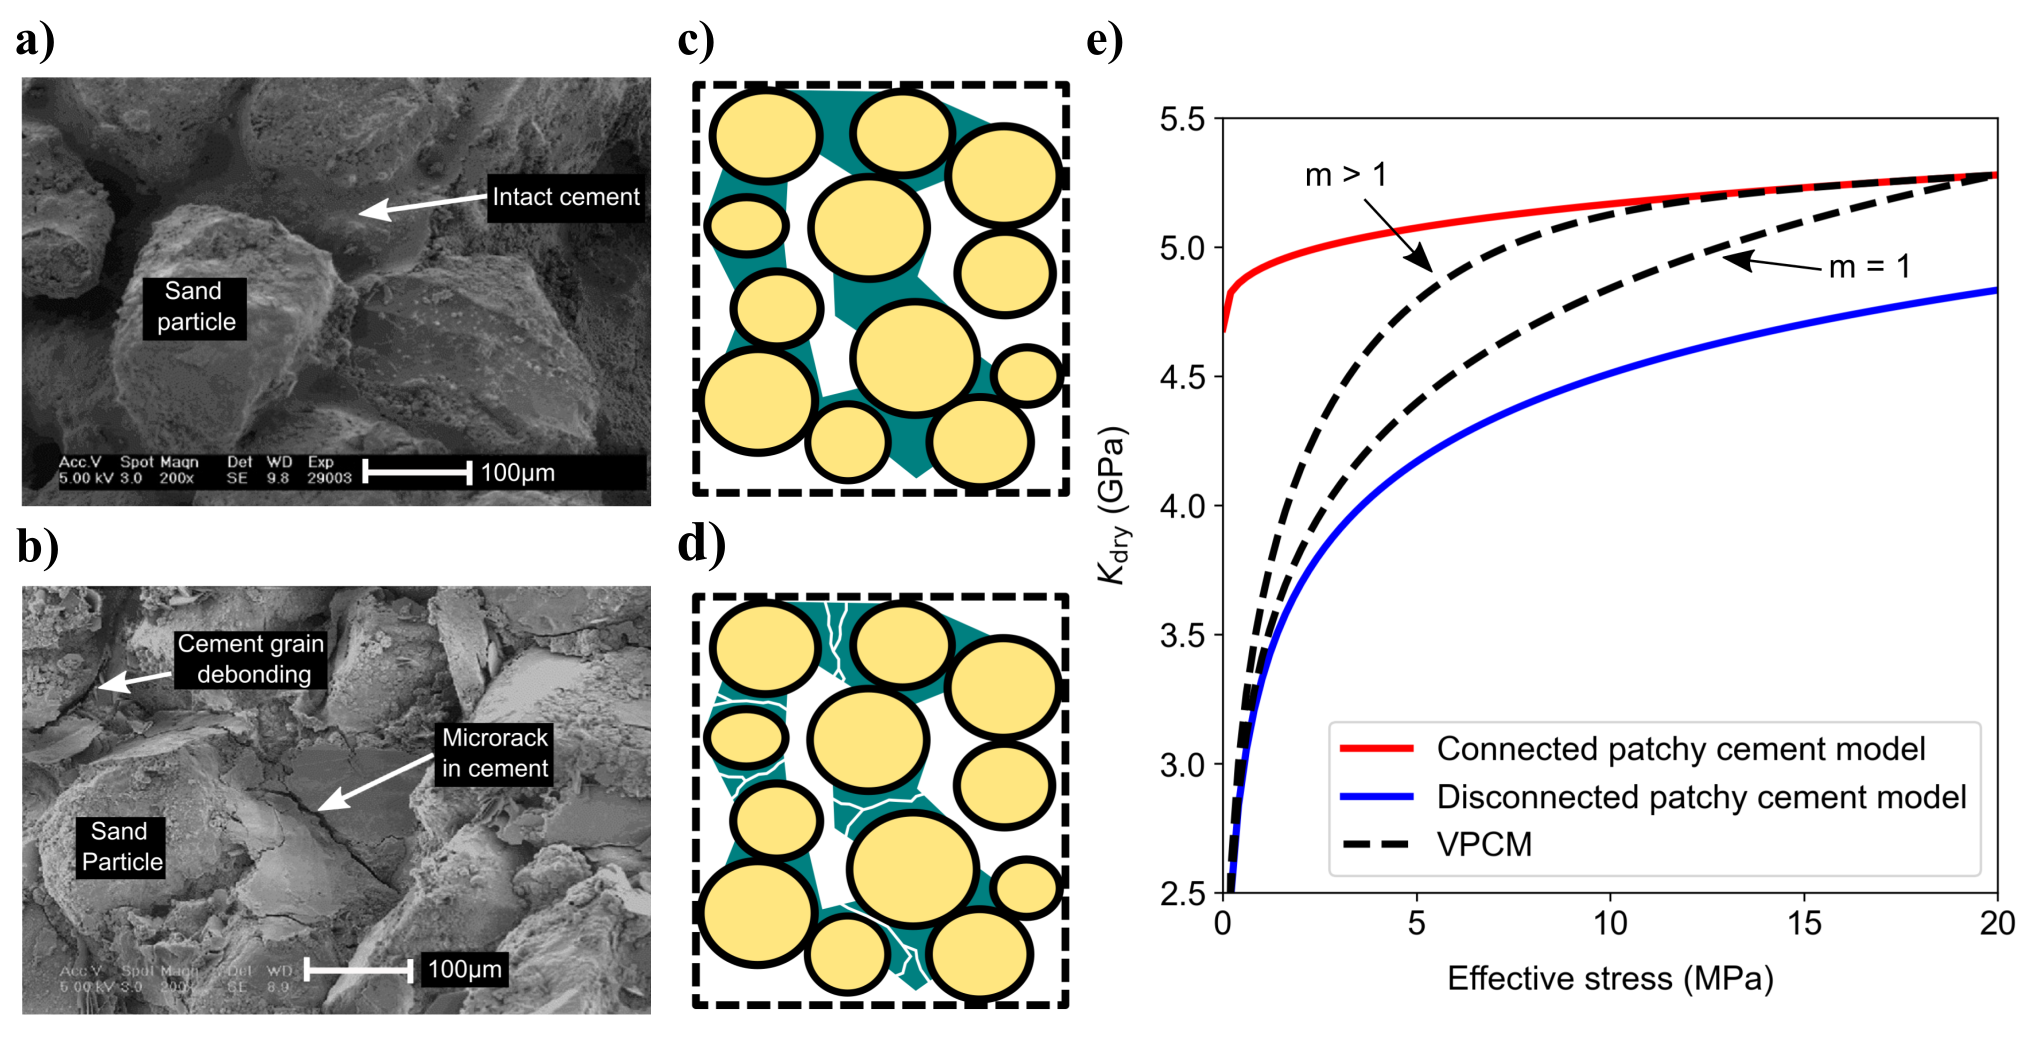 a)
Intact cement
Sand
particle
Acc.V Spot Magn Det WD Exp
5.00 kV 3.0 200x SE 9.8 29003
100µm
b)
Cement grain
debonding
Microrack
in cement
Sand
Particle
Acc V Spot Magn Det WD
5.00 kV 3.0 200x SE 8.9
100µm
c)
d)
e)
5.5
5.0
4.5
4.0
3.5
3.0
2.5
Kdry (GPa)
m > 1
m = 1
Connected patchy cement model
Disconnected patchy cement model
VPCM
0 5 10 15 20
Effective stress (MPa)